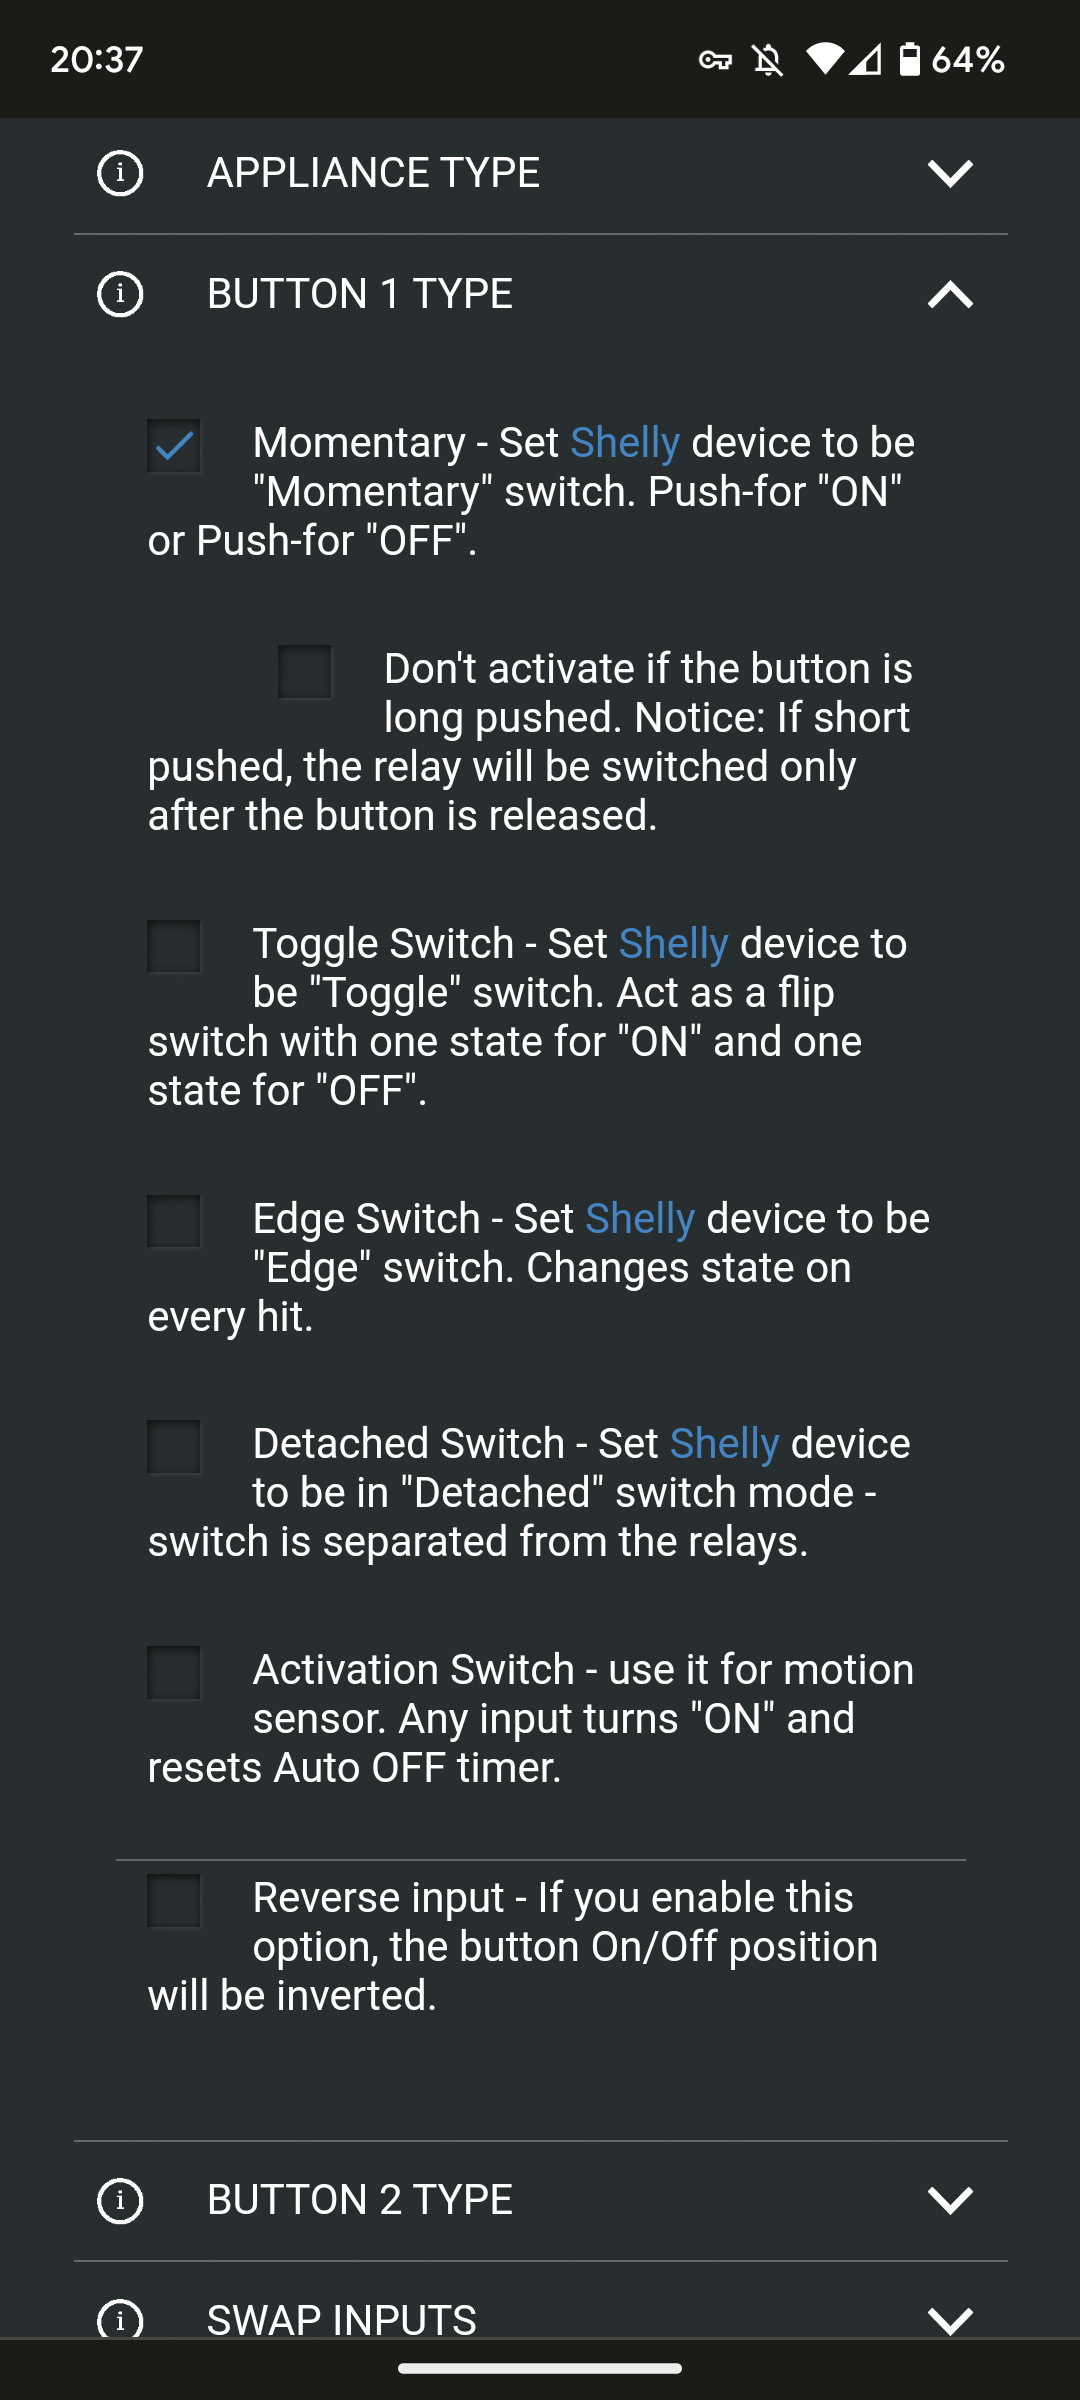 20:37
64%
APPLIANCE TYPE
BUTTON 1 TYPE
Momentary - Set Shelly device to be
"Momentary" switch. Push-for "ON"
or Push-for "OFF".
Don't activate if the button is
long pushed. Notice: If short
pushed, the relay will be switched only
after the button is released.
Toggle Switch - Set Shelly device to
be "Toggle" switch. Act as a flip
switch with one state for "ON" and one
state for "OFF".
Edge Switch - Set Shelly device to be
"Edge" switch. Changes state on
every hit.
Detached Switch - Set Shelly device
to be in "Detached" switch mode -
switch is separated from the relays.
Activation Switch - use it for motion
sensor. Any input turns "ON" and
resets Auto OFF timer.
Reverse input - If you enable this
option, the button On/Off position
will be inverted.
BUTTON 2 TYPE
SWAP INPUTS